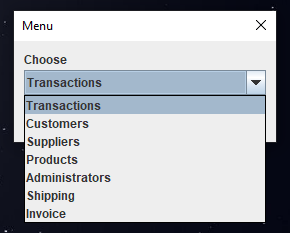 Menu
Choose
Transactions
Transactions
Customers
Suppliers
Products
Administrators
Shipping
Invoice